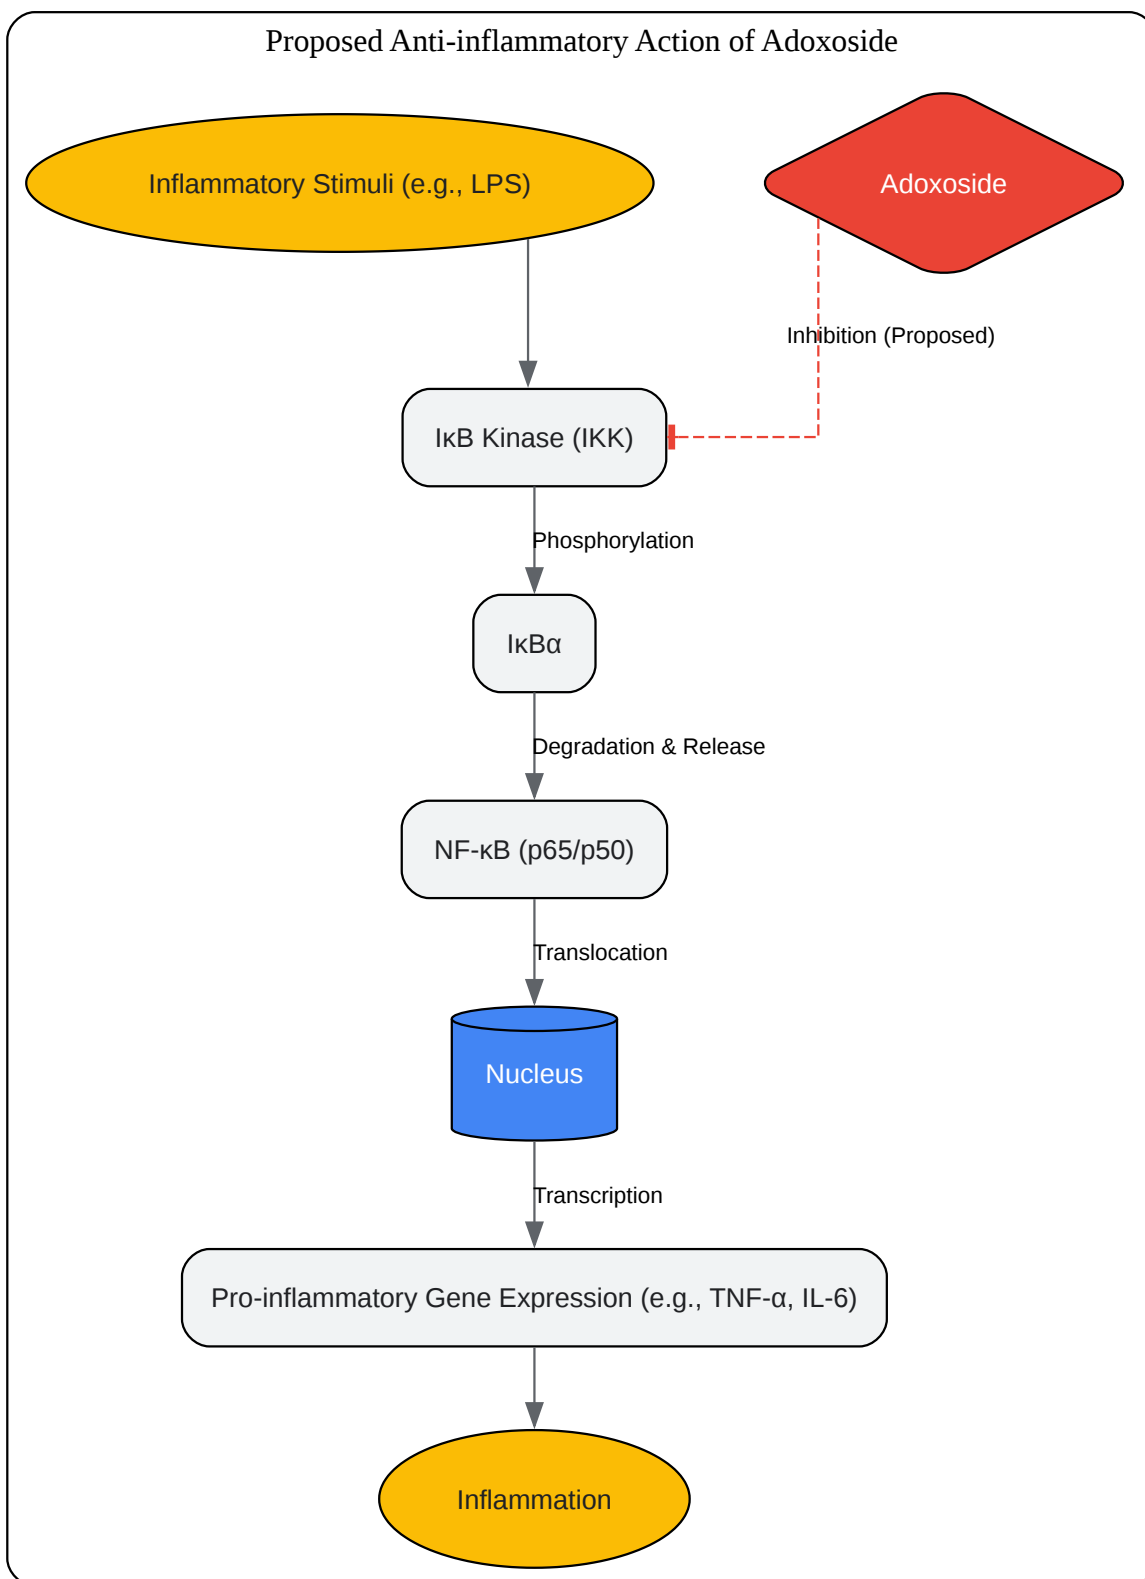 Proposed Anti-inflammatory Action of Adoxoside
Inflammatory Stimuli (e.g., LPS)
Adoxoside
Inhibition (Proposed)
IκB Kinase (IKK)
Phosphorylation
IκBα
Degradation & Release
NF-κB (p65/p50)
Translocation
Nucleus
Transcription
Pro-inflammatory Gene Expression (e.g., TNF-α, IL-6)
Inflammation